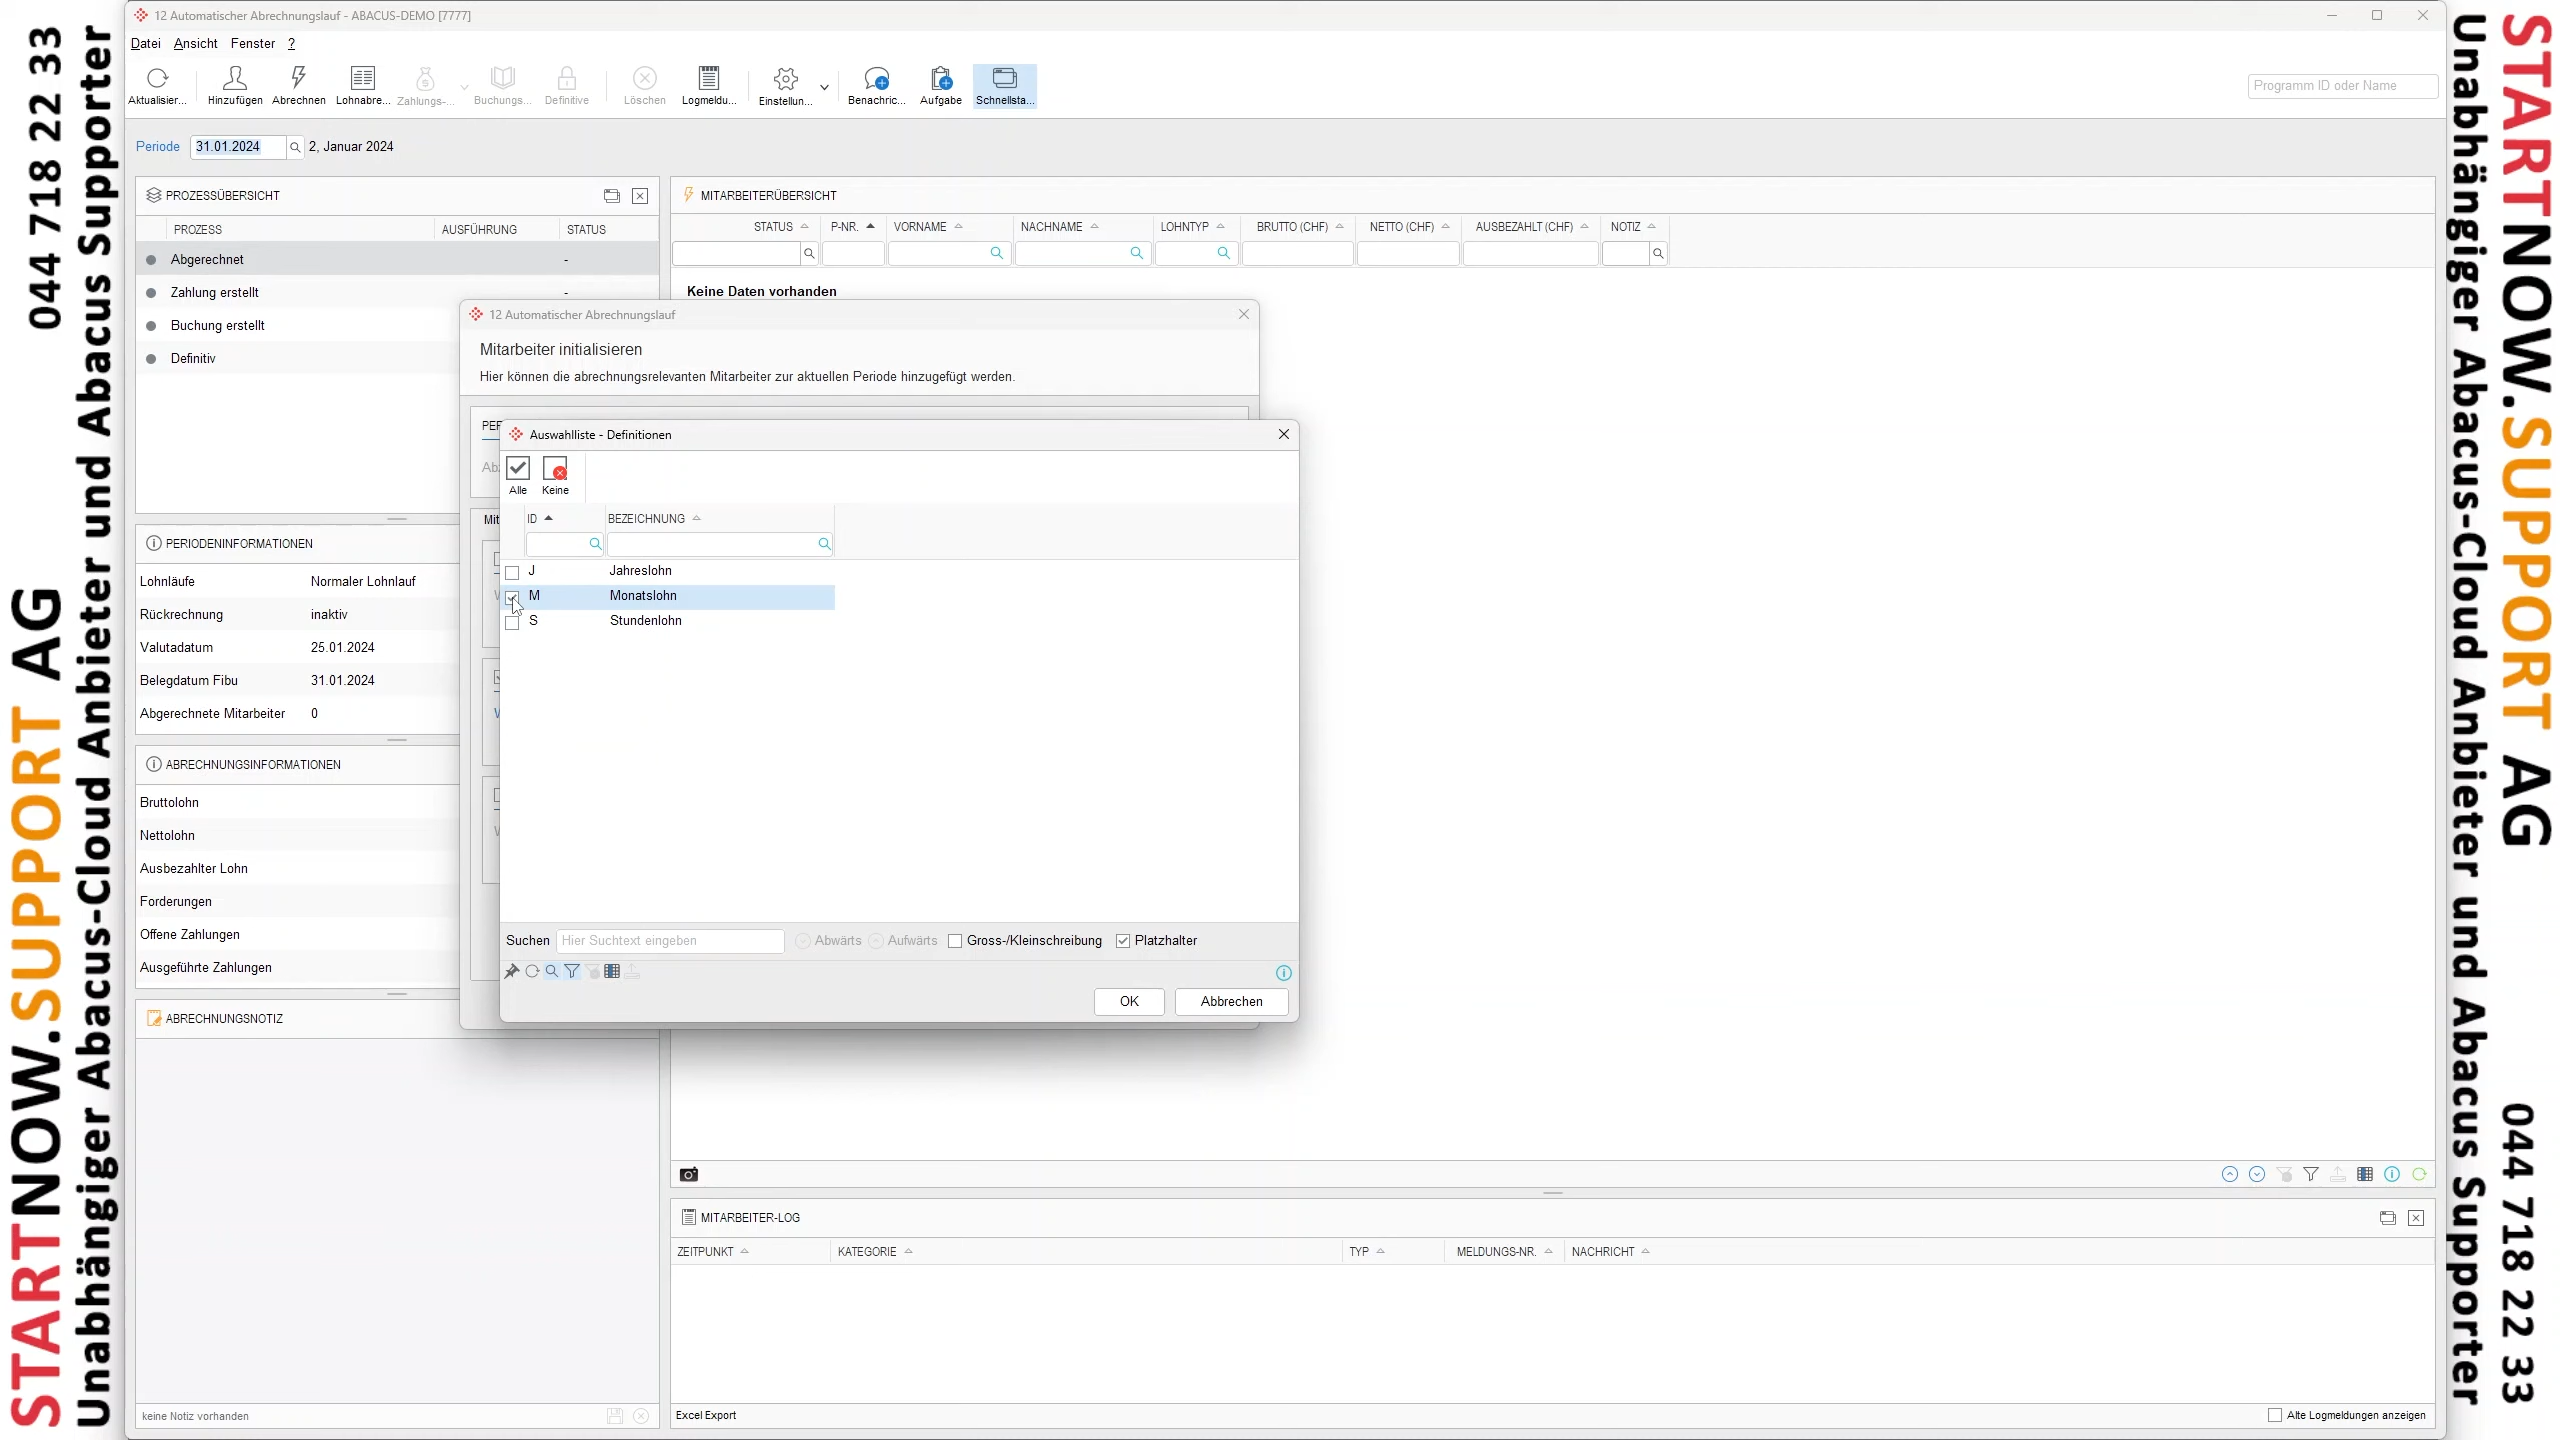 STARTNOW.SUPPORT AG
044 718 22 33
Unabhängiger Abacus-Cloud Anbieter und Abacus Supporter
12 Automatischer Abrechnungslauf - ABACUS-DEMO [7777]
Datei Ansicht Fenster ?
Aktualisier... Hinzufügen Abrechnen Lohnabre... Zahlungs-... Buchungs... Definitive Löschen Logmeldu... Einstellun... Benachric... Aufgabe Schnellsta...
Programm ID oder Name
Periode 31.01.2024 2, Januar 2024
PROZESSÜBERSICHT
PROZESS AUSFÜHRUNG STATUS
Abgerechnet -
Zahlung erstellt -
Buchung erstellt
Definitiv
MITARBEITERÜBERSICHT
STATUS P-NR. VORNAME NACHNAME LOHNTYP BRUTTO (CHF) NETTO (CHF) AUSBEZAHLT (CHF) NOTIZ
Keine Daten vorhanden
12 Automatischer Abrechnungslauf
Mitarbeiter initialisieren
Hier können die abrechnungsrelevanten Mitarbeiter zur aktuellen Periode hinzugefügt werden.
PER
Ab
Mit
Auswahlliste - Definitionen
Alle Keine
ID BEZEICHNUNG
J Jahreslohn
M Monatslohn
S Stundenlohn
Suchen Hier Suchtext eingeben Abwärts Aufwärts Gross-/Kleinschreibung Platzhalter
OK Abbrechen
PERIODENINFORMATIONEN
Lohnläufe Normaler Lohnlauf
Rückrechnung inaktiv
Valutadatum 25.01.2024
Belegdatum Fibu 31.01.2024
Abgerechnete Mitarbeiter 0
ABRECHNUNGSINFORMATIONEN
Bruttolohn
Nettolohn
Ausbezahlter Lohn
Forderungen
Offene Zahlungen
Ausgeführte Zahlungen
ABRECHNUNGSNOTIZ
keine Notiz vorhanden
MITARBEITER-LOG
ZEITPUNKT KATEGORIE TYP MELDUNGS-NR. NACHRICHT
Excel Export
Alte Logmeldungen anzeigen
STARTNOW.SUPPORT AG
044 718 22 33
Unabhängiger Abacus-Cloud Anbieter und Abacus Supporter